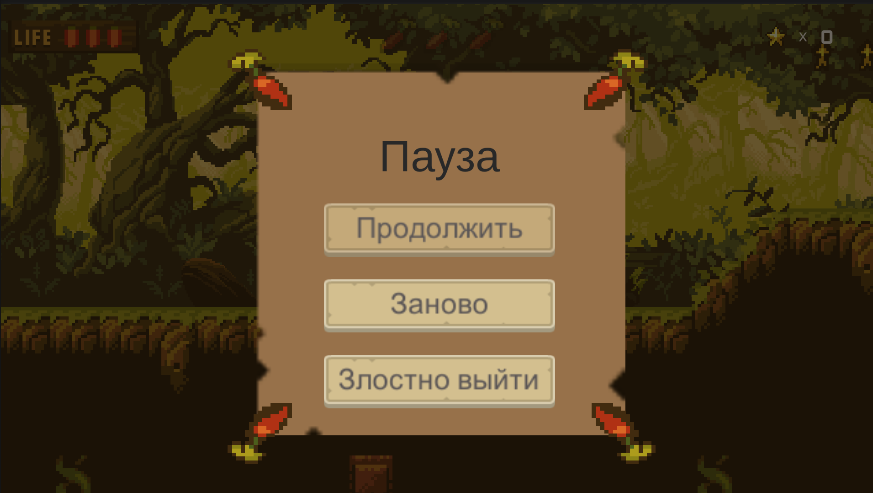 LIFE
x 0
Пауза
Продолжить
Заново
Злостно выйти